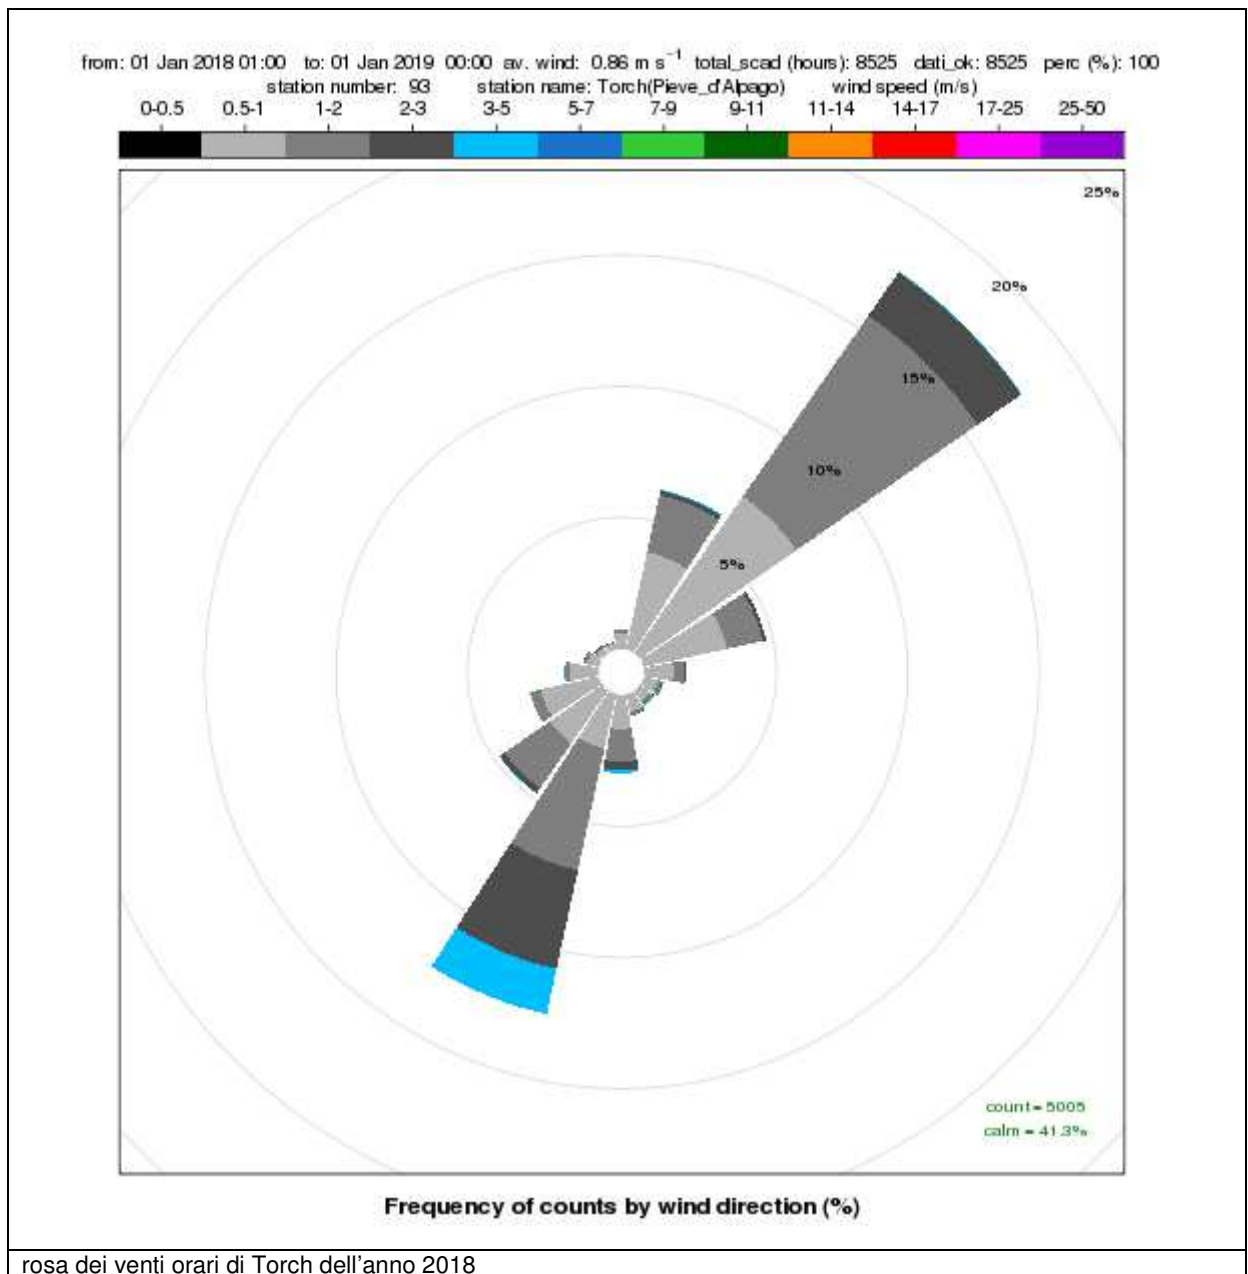 from: 01 Jan 2018 01:00 to: 01 Jan 2019 00:00 av. wind: 0.86 m s⁻¹ total_scad (hours): 8525 dati_ok: 8525 perc (%): 100
station number: 93 station name: Torch(Pieve_d'Alpago) wind speed (m/s)
0-0.5 0.5-1 1-2 2-3 3-5 5-7 7-9 9-11 11-14 14-17 17-25 25-50
25%
20%
15%
10%
5%
count= 5005
calm = 41.3%
Frequency of counts by wind direction (%)
rosa dei venti orari di Torch dell'anno 2018